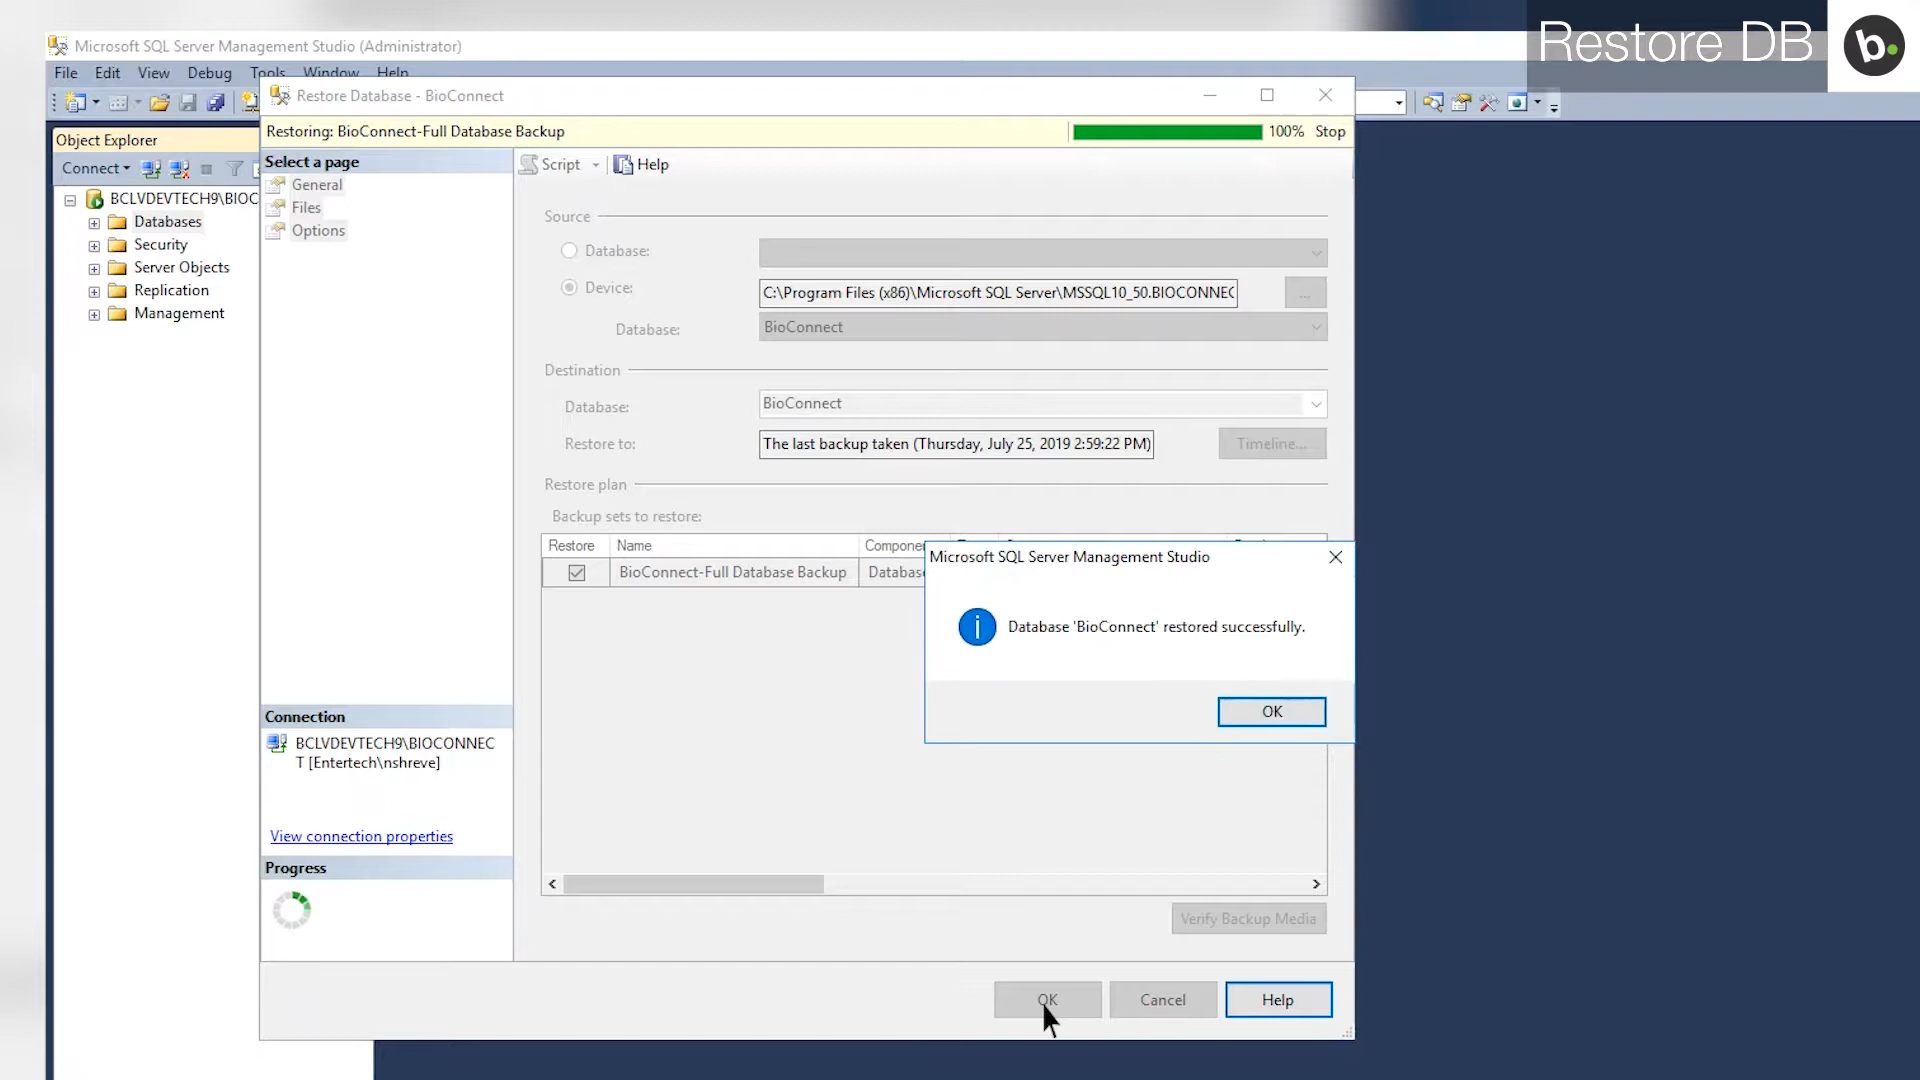 Restore DB
b.
Microsoft SQL Server Management Studio (Administrator)
File Edit View Debug Tools Window Help
Restore Database - BioConnect
Restoring: BioConnect-Full Database Backup
100% Stop
Object Explorer
Connect
BCLVDEVTECH9\BIOC
Databases
Security
Server Objects
Replication
Management
Select a page
General
Files
Options
Script Help
Source
Database:
Device: C:\Program Files (x86)\Microsoft SQL Server\MSSQL10_50.BIOCONNEC
...
Database: BioConnect
Destination
Database: BioConnect
Restore to: The last backup taken (Thursday, July 25, 2019 2:59:22 PM)
Timeline...
Restore plan
Backup sets to restore:
Restore Name Componen
BioConnect-Full Database Backup Databas
Microsoft SQL Server Management Studio
Database 'BioConnect' restored successfully.
OK
Connection
BCLVDEVTECH9\BIOCONNEC
T [Entertech\nshreve]
View connection properties
Progress
Verify Backup Media
OK Cancel Help